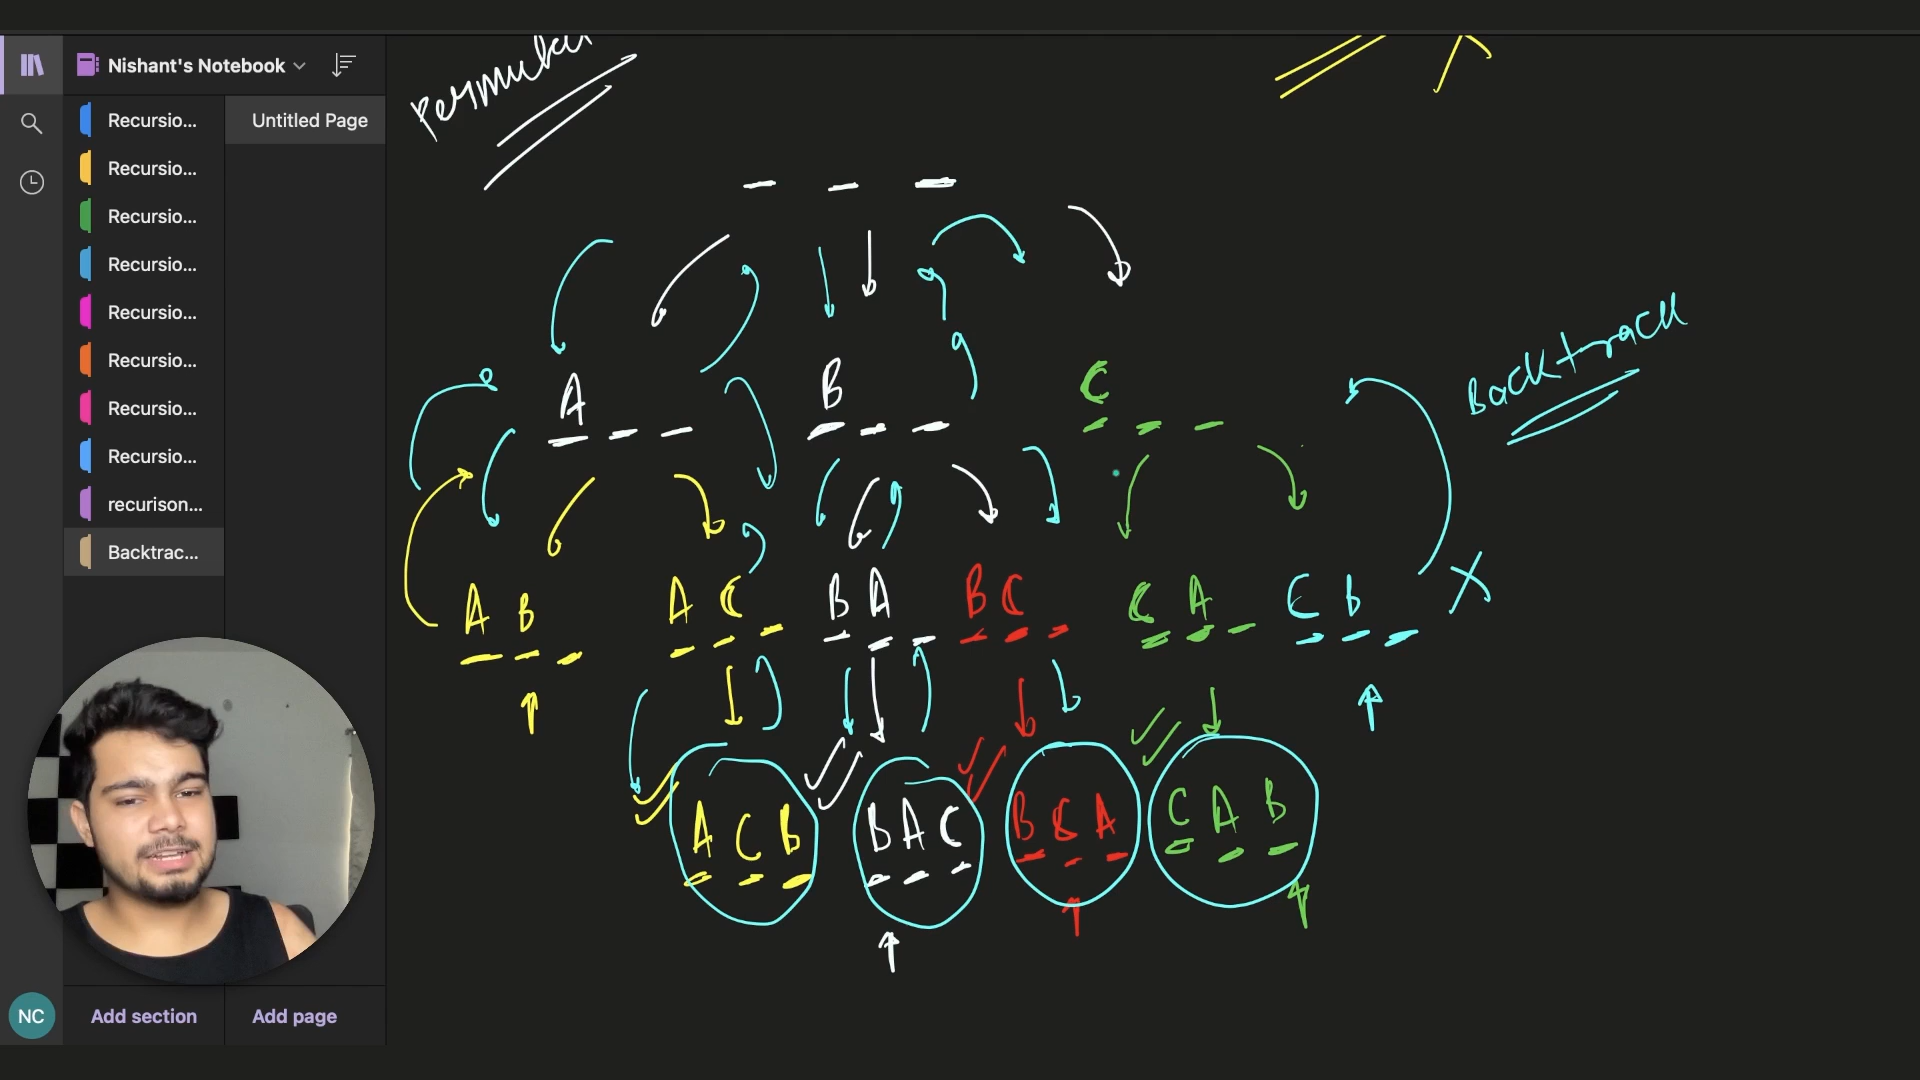 Nishant's Notebook
Recursio...
Untitled Page
Recursio...
Recursio...
Recursio...
Recursio...
Recursio...
Recursio...
Recursio...
recurison...
Backtrac...
Add section
Add page
NC
Backtrack
A
B
C
A B
A C
B A
B C
C A
C b
X
A C B
B A C
B C A
C A B